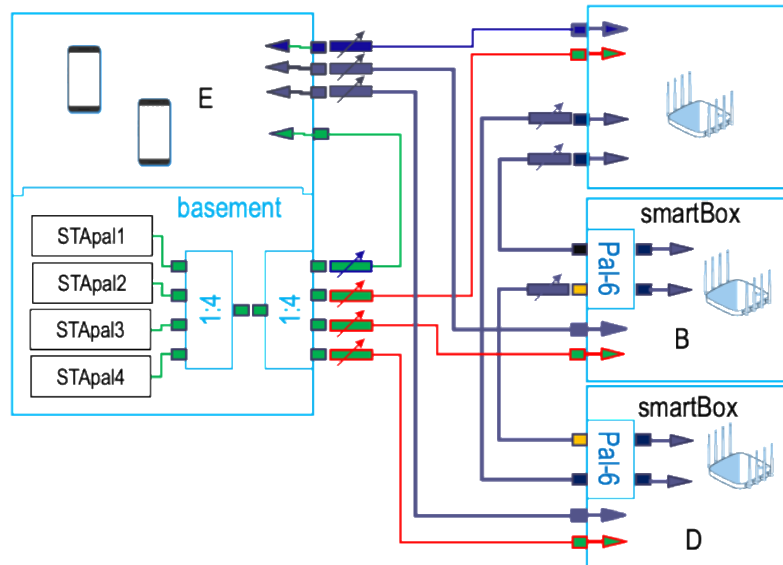 E
basement
STApal1
STApal2
STApal3
STApal4
1:4
1:4
smartBox
Pal-6
B
smartBox
Pal-6
D